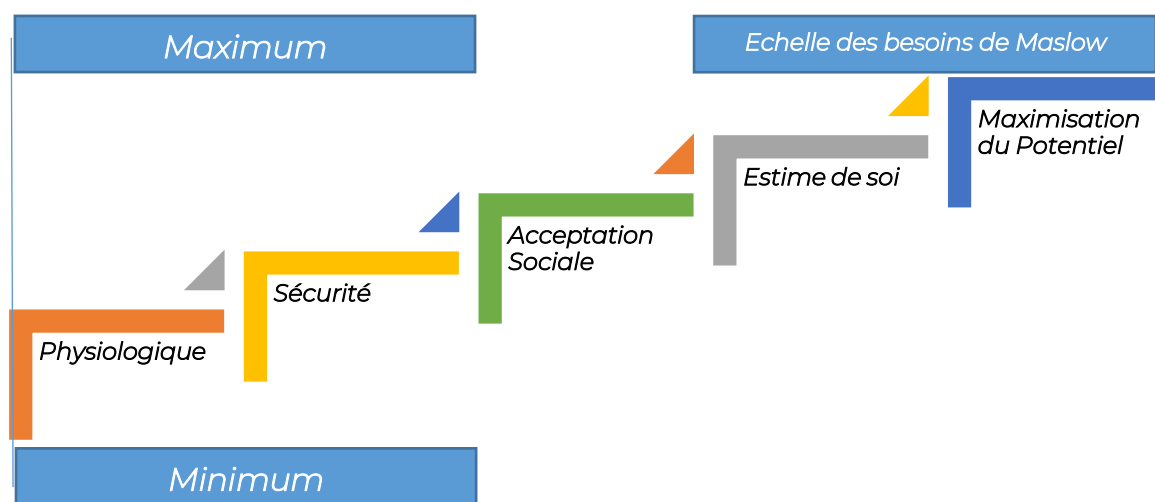 Maximum
Echelle des besoins de Maslow
Maximisation
du Potentiel
Estime de soi
Acceptation
Sociale
Sécurité
Physiologique
Minimum